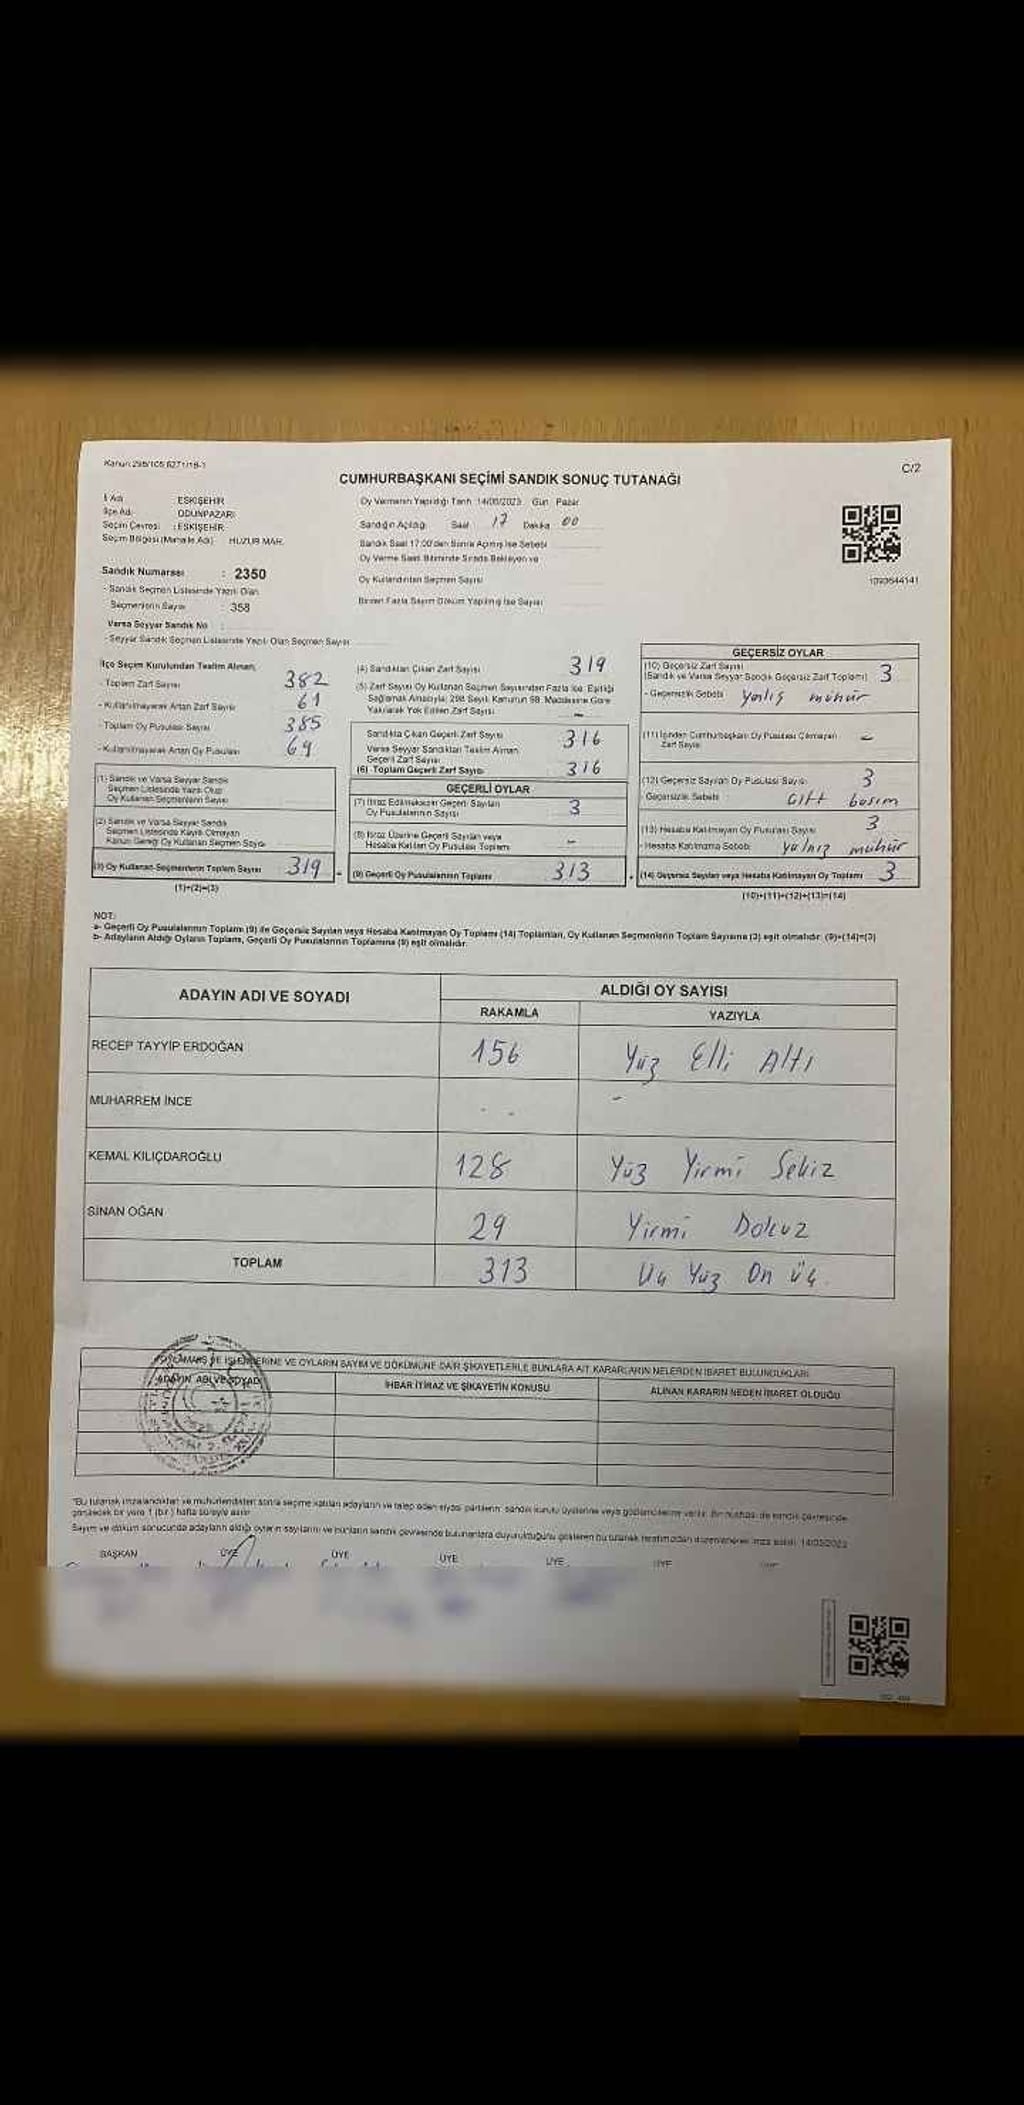 Kanun:298/105 6271/18-1
C/2
CUMHURBAŞKANI SEÇİMİ SANDIK SONUÇ TUTANAĞI
İl Adı : ESKİŞEHİR
İlçe Adı : ODUNPAZARI
Seçim Çevresi : ESKİŞEHİR
Seçim Bölgesi (Mahalle Adı) HUZUR MAH.
Sandık Numarası : 2350
- Sandık Seçmen Listesinde Yazılı Olan
Seçmenlerin Sayısı : 358
Varsa Seyyar Sandık No :
- Seyyar Sandık Seçmen Listesinde Yazılı Olan Seçmen Sayısı
Oy Vermenin Yapıldığı Tarih :14/05/2023 Gün : Pazar
Sandığın Açıldığı Saat 17 Dakika 00
Sandık Saat 17:00'den Sonra Açılmış İse Sebebi
Oy Verme Saati Bitiminde Sırada Bekleyen ve
Oy Kullandırılan Seçmen Sayısı
Birden Fazla Sayım Döküm Yapılmış İse Sayısı
1093644141
İlçe Seçim Kurulundan Teslim Alınan;
- Toplam Zarf Sayısı 382
- Kullanılmayarak Artan Zarf Sayısı 61
- Toplam Oy Pusulası Sayısı 385
- Kullanılmayarak Artan Oy Pusulası 69
(1) Sandık ve Varsa Seyyar Sandık
Seçmen Listesinde Yazılı Olup
Oy Kullanan Seçmenlerin Sayısı
(2) Sandık ve Varsa Seyyar Sandık
Seçmen Listesinde Kayıtlı Olmayan
Kanun Gereği Oy Kullanan Seçmen Sayısı
(3) Oy Kullanan Seçmenlerin Toplam Sayısı 319
(1)+(2)=(3)
(4) Sandıktan Çıkan Zarf Sayısı 319
(5) Zarf Sayısı Oy Kullanan Seçmen Sayısından Fazla ise, Eşitliği
Sağlamak Amacıyla; 298 Sayılı Kanunun 98. Maddesine Göre
Yakılarak Yok Edilen Zarf Sayısı -
Sandıkta Çıkan Geçerli Zarf Sayısı 316
Varsa Seyyar Sandıktan Teslim Alınan
Geçerli Zarf Sayısı
(6) -Toplam Geçerli Zarf Sayısı 316
GEÇERLİ OYLAR
(7) İtiraz Edilmeksizin Geçerli Sayılan
Oy Pusulalarının Sayısı 3
(8) İtiraz Üzerine Geçerli Sayılan veya
Hesaba Katılan Oy Pusulası Toplamı -
(9) Geçerli Oy Pusulalarının Toplamı 313
GEÇERSİZ OYLAR
(10) Geçersiz Zarf Sayısı
(Sandık ve Varsa Seyyar Sandık Geçersiz Zarf Toplamı) 3
- Geçersizlik Sebebi yanlış mühür
(11) İçinden Cumhurbaşkanı Oy Pusulası Çıkmayan
Zarf Sayısı -
(12) Geçersiz Sayılan Oy Pusulası Sayısı 3
- Geçersizlik Sebebi Çift basım
(13) Hesaba Katılmayan Oy Pusulası Sayısı 3
- Hesaba Katılmama Sebebi yalnız mühür
(14) Geçersiz Sayılan veya Hesaba Katılmayan Oy Toplamı 3
(10)+(11)+(12)+(13)=(14)
NOT:
a- Geçerli Oy Pusulalarının Toplamı (9) ile Geçersiz Sayılan veya Hesaba Katılmayan Oy Toplamı (14) Toplamları, Oy Kullanan Seçmenlerin Toplam Sayısına (3) eşit olmalıdır. (9)+(14)=(3)
b- Adayların Aldığı Oyların Toplamı, Geçerli Oy Pusulalarının Toplamına (9) eşit olmalıdır.
ADAYIN ADI VE SOYADI
ALDIĞI OY SAYISI
RAKAMLA YAZIYLA
RECEP TAYYİP ERDOĞAN 156 Yüz Elli Altı
MUHARREM İNCE - - -
KEMAL KILIÇDAROĞLU 128 Yüz Yirmi Sekiz
SİNAN OĞAN 29 Yirmi Dokuz
TOPLAM 313 Üç Yüz On Üç
İŞLEMLERİNE VE OYLARIN SAYIM VE DÖKÜMÜNE DAİR ŞİKAYETLERLE BUNLARA AİT KARARLARIN NELERDEN İBARET BULUNDUKLARI
ADAYIN ADI VE SOYADI
İHBAR İTİRAZ VE ŞİKAYETİN KONUSU
ALINAN KARARIN NEDEN İBARET OLDUĞU
"Bu tutanak imzalandıktan ve mühürlendikten sonra seçime katılan adayların ve talep eden siyasi partilerin sandık kurulu üyelerine veya gözlemcilerine verilir. Bir nüshası da sandık çevresinde
görülecek bir yere 1 (bir) hafta süreyle asılır.
Sayım ve döküm sonucunda adayların aldığı oyların sayılarını ve bunların sandık çevresinde bulunanlara duyurulduğunu gösteren bu tutanak tarafımızdan düzenlenerek imza edildi. 14/05/2023
BAŞKAN ÜYE ÜYE ÜYE ÜYE ÜYE